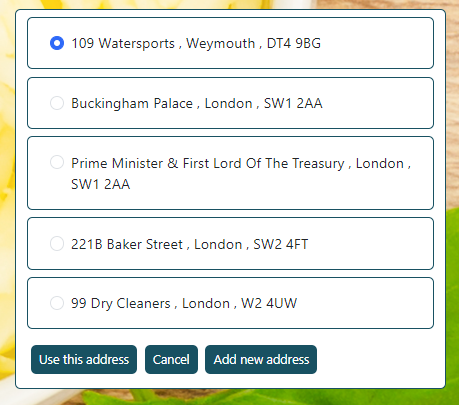 109 Watersports , Weymouth , DT4 9BG
Buckingham Palace , London , SW1 2AA
Prime Minister & First Lord Of The Treasury , London ,
SW1 2AA
221B Baker Street , London , SW2 4FT
99 Dry Cleaners , London , W2 4UW
Use this address Cancel Add new address